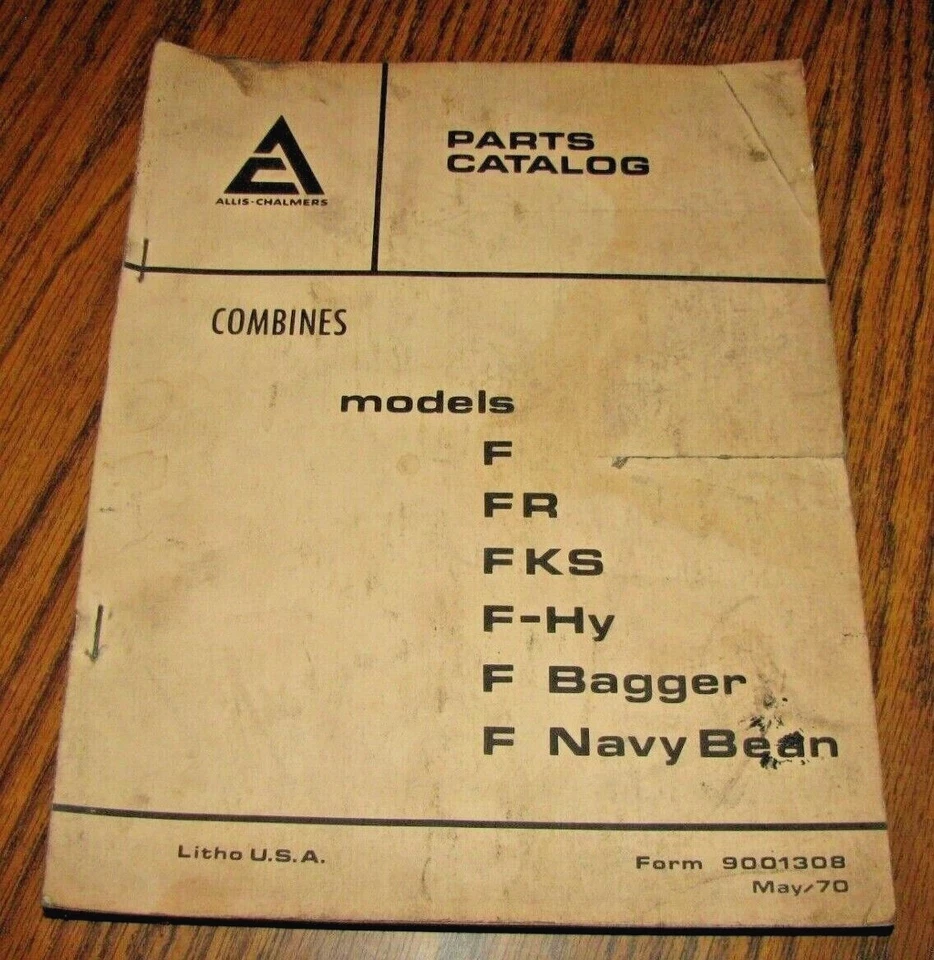 ALLIS-CHALMERS
PARTS
CATALOG
COMBINES
models
F
FR
FKS
F-Hy
F Bagger
F Navy Bean
Litho U.S.A.
Form 9001308
May/70